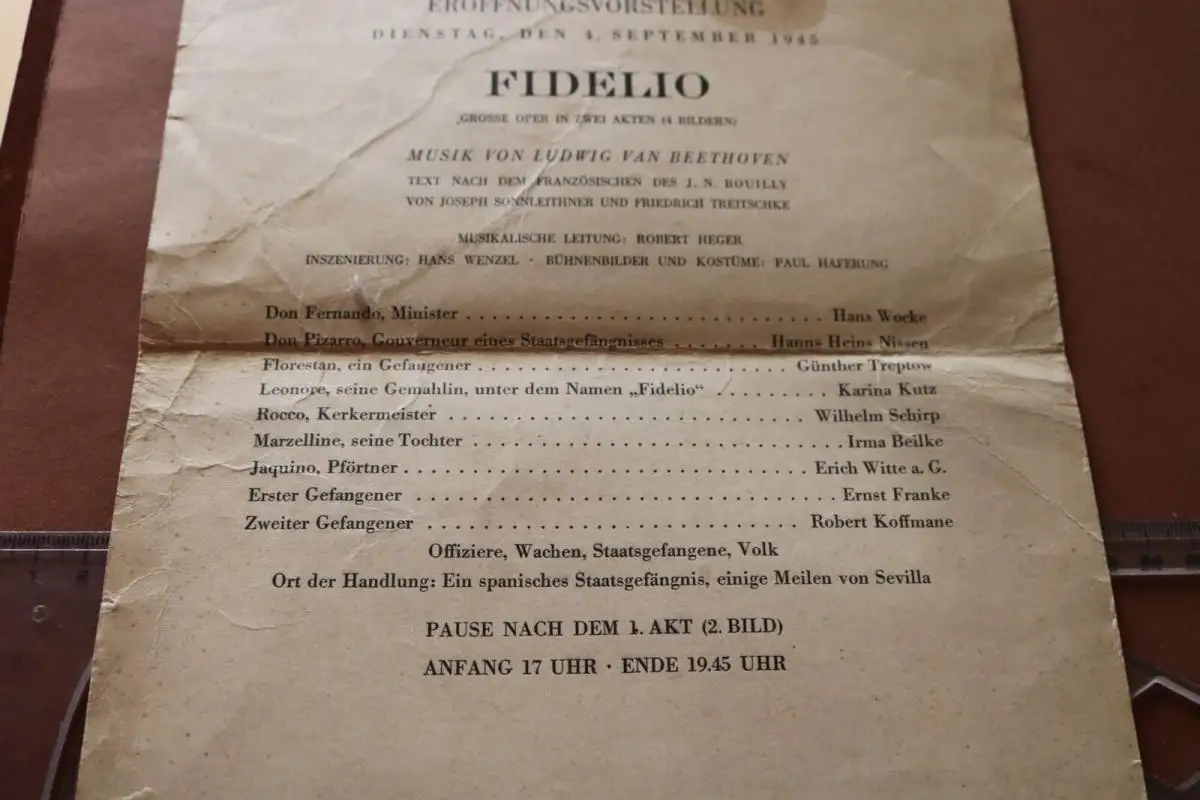 ERÖFFNUNGSVORSTELLUNG
DIENSTAG, DEN 4. SEPTEMBER 1945
FIDELIO
GROSSE OPER IN ZWEI AKTEN (4 BILDERN)
MUSIK VON LUDWIG VAN BEETHOVEN
TEXT NACH DEM FRANZÖSISCHEN DES J. N. BOUILLY
VON JOSEPH SONNLEITHNER UND FRIEDRICH TREITSCHKE
MUSIKALISCHE LEITUNG: ROBERT HEGER
INSZENIERUNG: HANS WENZEL · BÜHNENBILDER UND KOSTÜME: PAUL HAFERUNG
Don Fernando, Minister . . . . . . . . . . . . . . . . . . . . . . . . . . . . Hans Wocke
Don Pizarro, Gouverneur eines Staatsgefängnisses . . . . . . . Hanns Heinz Nissen
Florestan, ein Gefangener . . . . . . . . . . . . . . . . . . . . . . . . Günther Treptow
Leonore, seine Gemahlin, unter dem Namen „Fidelio“ . . . . . . . . . Karina Kutz
Rocco, Kerkermeister . . . . . . . . . . . . . . . . . . . . . . . . . . . Wilhelm Schirp
Marzelline, seine Tochter . . . . . . . . . . . . . . . . . . . . . . . . . . . . Irma Beilke
Jaquino, Pförtner . . . . . . . . . . . . . . . . . . . . . . . . . . . . . . . Erich Witte a. G.
Erster Gefangener . . . . . . . . . . . . . . . . . . . . . . . . . . . . . . . . Ernst Franke
Zweiter Gefangener . . . . . . . . . . . . . . . . . . . . . . . . . . . . Robert Koffmane
Offiziere, Wachen, Staatsgefangene, Volk
Ort der Handlung: Ein spanisches Staatsgefängnis, einige Meilen von Sevilla
PAUSE NACH DEM 1. AKT (2. BILD)
ANFANG 17 UHR · ENDE 19.45 UHR